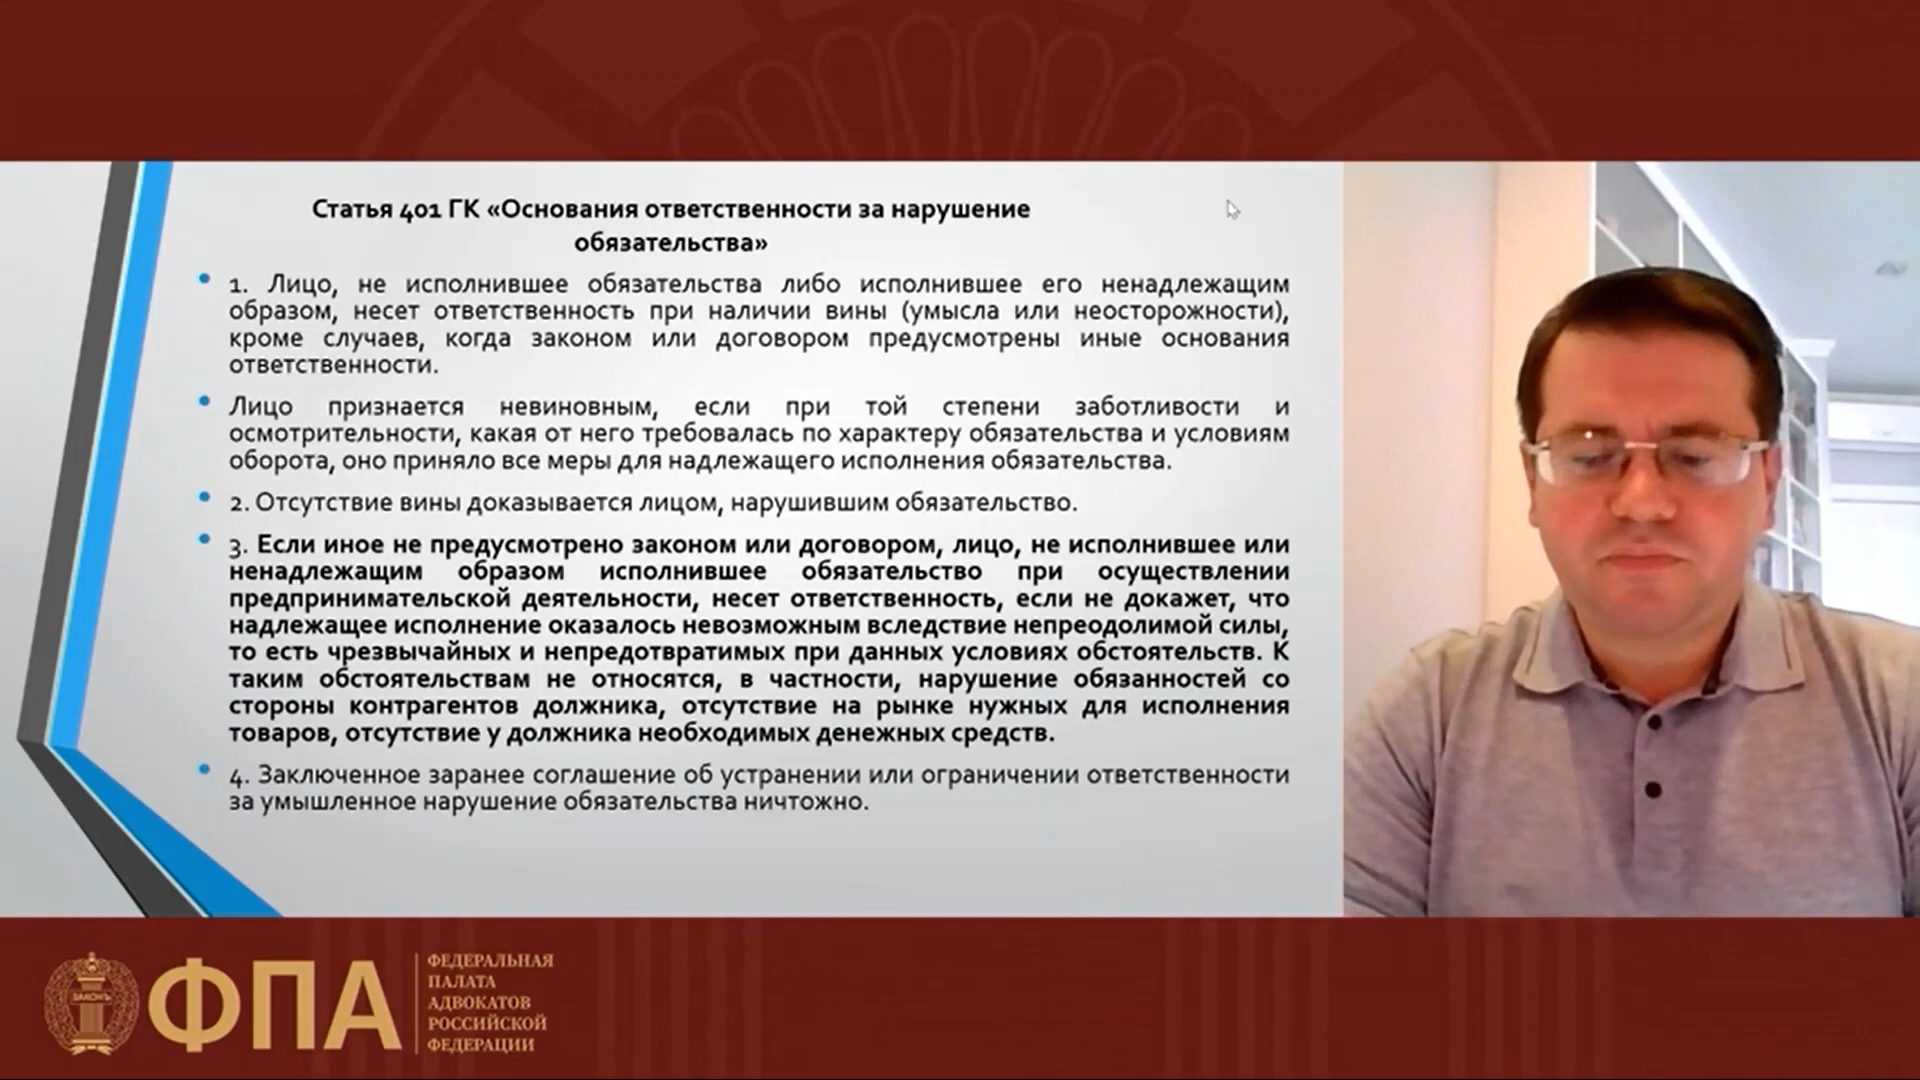 Статья 401 ГК «Основания ответственности за нарушение
обязательства»
1. Лицо, не исполнившее обязательства либо исполнившее его ненадлежащим
образом, несет ответственность при наличии вины (умысла или неосторожности),
кроме случаев, когда законом или договором предусмотрены иные основания
ответственности.
Лицо признается невиновным, если при той степени заботливости и
осмотрительности, какая от него требовалась по характеру обязательства и условиям
оборота, оно приняло все меры для надлежащего исполнения обязательства.
2. Отсутствие вины доказывается лицом, нарушившим обязательство.
3. Если иное не предусмотрено законом или договором, лицо, не исполнившее или
ненадлежащим образом исполнившее обязательство при осуществлении
предпринимательской деятельности, несет ответственность, если не докажет, что
надлежащее исполнение оказалось невозможным вследствие непреодолимой силы,
то есть чрезвычайных и непредотвратимых при данных условиях обстоятельств. К
таким обстоятельствам не относятся, в частности, нарушение обязанностей со
стороны контрагентов должника, отсутствие на рынке нужных для исполнения
товаров, отсутствие у должника необходимых денежных средств.
4. Заключенное заранее соглашение об устранении или ограничении ответственности
за умышленное нарушение обязательства ничтожно.
ЗАКОНЪ
ФПА
ФЕДЕРАЛЬНАЯ
ПАЛАТА
АДВОКАТОВ
РОССИЙСКОЙ
ФЕДЕРАЦИИ